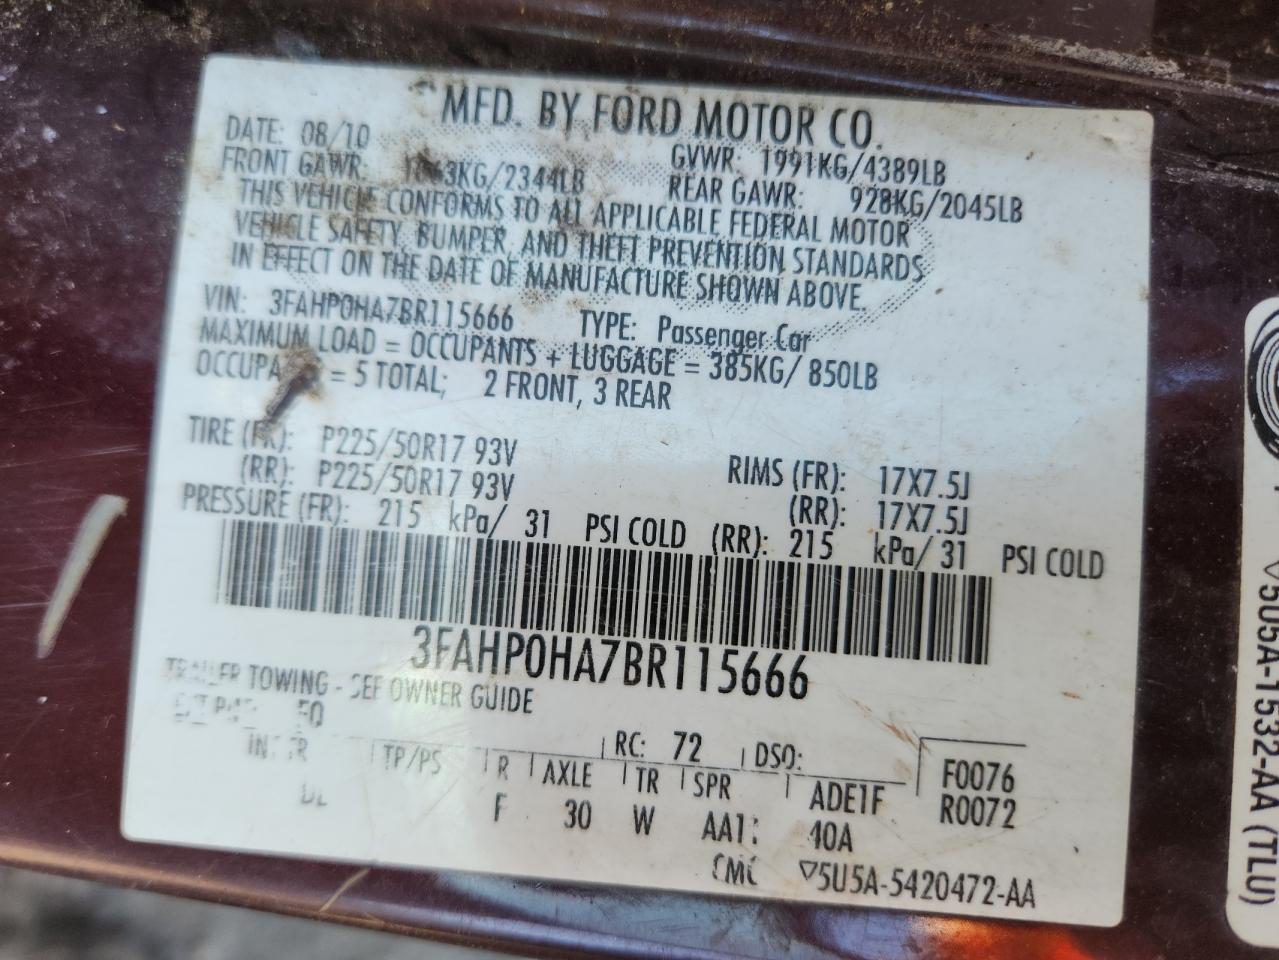 MFD. BY FORD MOTOR CO.
DATE: 08/10 GVWR: 1991KG/4389LB
FRONT GAWR: 1063KG/2344LB REAR GAWR: 928KG/2045LB
THIS VEHICLE CONFORMS TO ALL APPLICABLE FEDERAL MOTOR
VEHICLE SAFETY, BUMPER, AND THEFT PREVENTION STANDARDS
IN EFFECT ON THE DATE OF MANUFACTURE SHOWN ABOVE.
VIN: 3FAHP0HA7BR115666 TYPE: Passenger Car
MAXIMUM LOAD = OCCUPANTS + LUGGAGE = 385KG/ 850LB
= 5 TOTAL; 2 FRONT, 3 REAR
TIRE (FR): P225/50R17 93V RIMS (FR): 17X7.5J
(RR): P225/50R17 93V (RR): 17X7.5J
PRESSURE (FR): 215 kPa/ 31 PSI COLD (RR): 215 kPa/ 31 PSI COLD
3FAHP0HA7BR115666
TRAILER TOWING - SEE OWNER GUIDE
RC: 72 DSO: F0076
TP/PS R AXLE TR SPR ADE1F R0072
F 30 W 40A
5U5A-5420472-AA
505A-1532-AA (TLU)